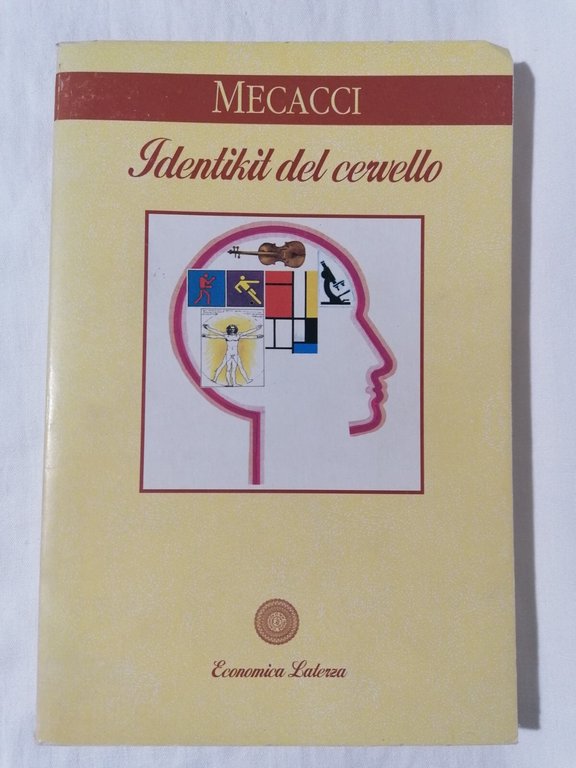 MECACCI
Identikit del cervello
Economica Laterza